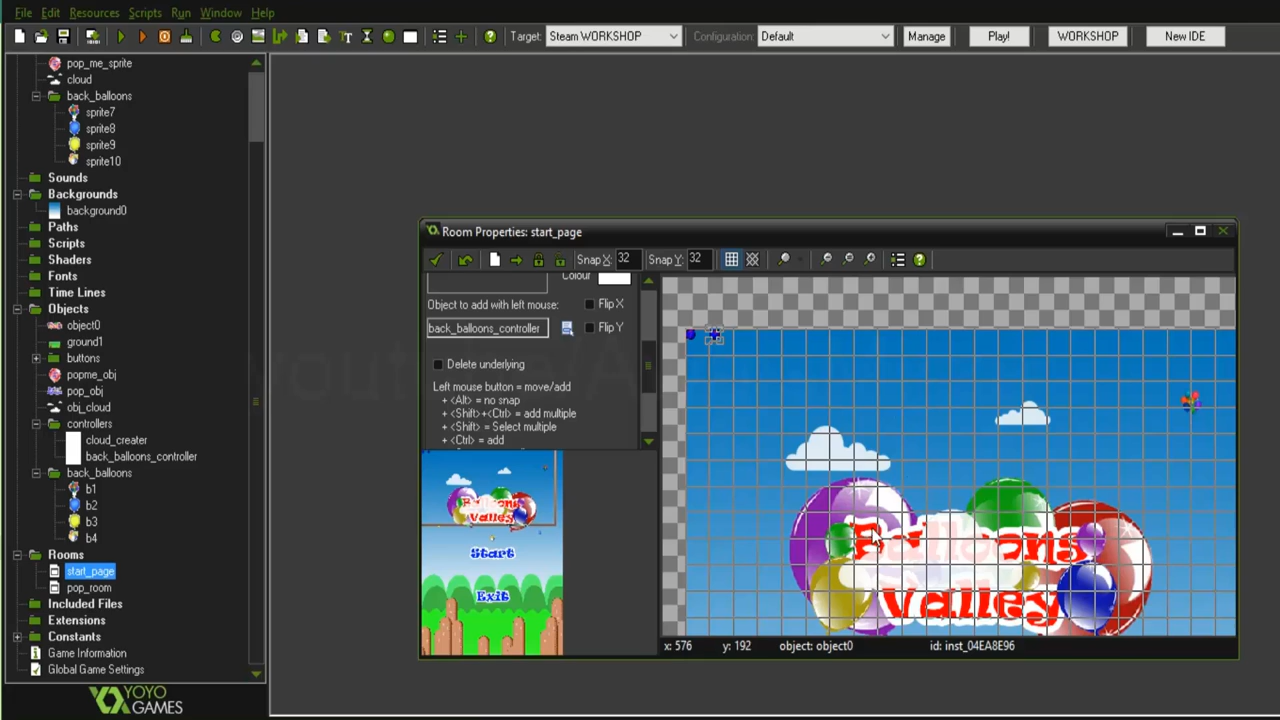 File Edit Resources Scripts Run Window Help
Target: Steam WORKSHOP Configuration: Default Manage Play! WORKSHOP New IDE
pop_me_sprite
cloud
back_balloons
sprite7
sprite8
sprite9
sprite10
Sounds
Backgrounds
background0
Paths
Scripts
Shaders
Fonts
Time Lines
Objects
object0
ground1
buttons
popme_obj
pop_obj
obj_cloud
controllers
cloud_creater
back_balloons_controller
back_balloons
b1
b2
b3
b4
Rooms
start_page
pop_room
Included Files
Extensions
Constants
Game Information
Global Game Settings
YOYO
GAMES
Room Properties: start_page
Snap X: 32 Snap Y: 32
Colour
Object to add with left mouse: Flip X
back_balloons_controller Flip Y
Delete underlying
Left mouse button = move/add
+ <Alt> = no snap
+ <Shift>+<Ctrl> = add multiple
+ <Shift> = Select multiple
+ <Ctrl> = add
Balloons
Valley
Start
Exit
Balloons
Valley
x: 576 y: 192 object: object0 id: inst_04EA8E96